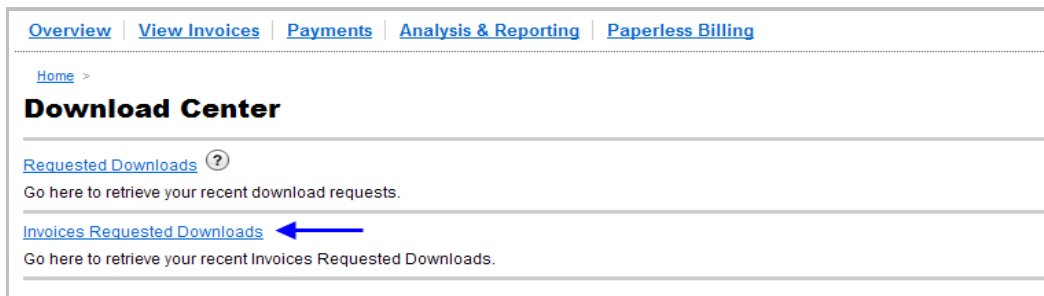 Overview View Invoices Payments Analysis & Reporting Paperless Billing
Home >
Download Center
Requested Downloads ?
Go here to retrieve your recent download requests.
Invoices Requested Downloads
Go here to retrieve your recent Invoices Requested Downloads.